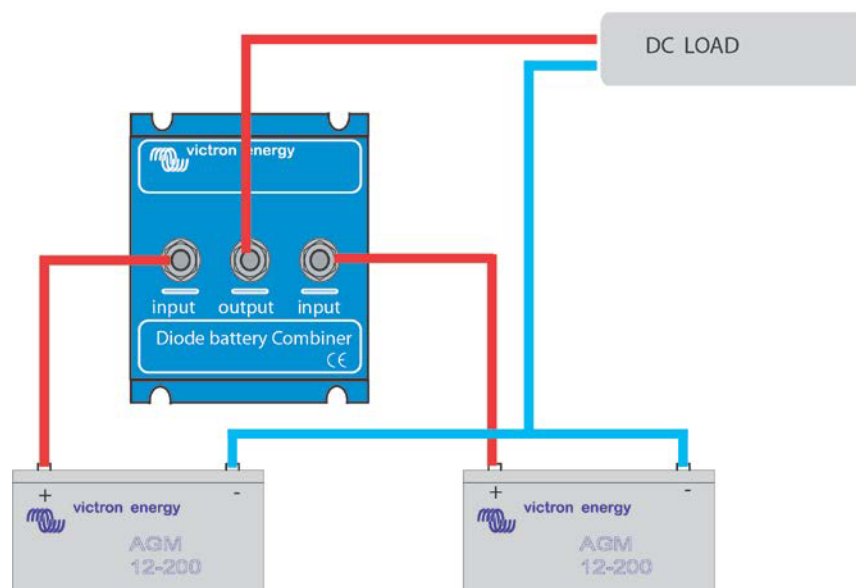 DC LOAD
victron energy
input output input
Diode battery Combiner
CE
+ -
victron energy
AGM
12-200
+ -
victron energy
AGM
12-200